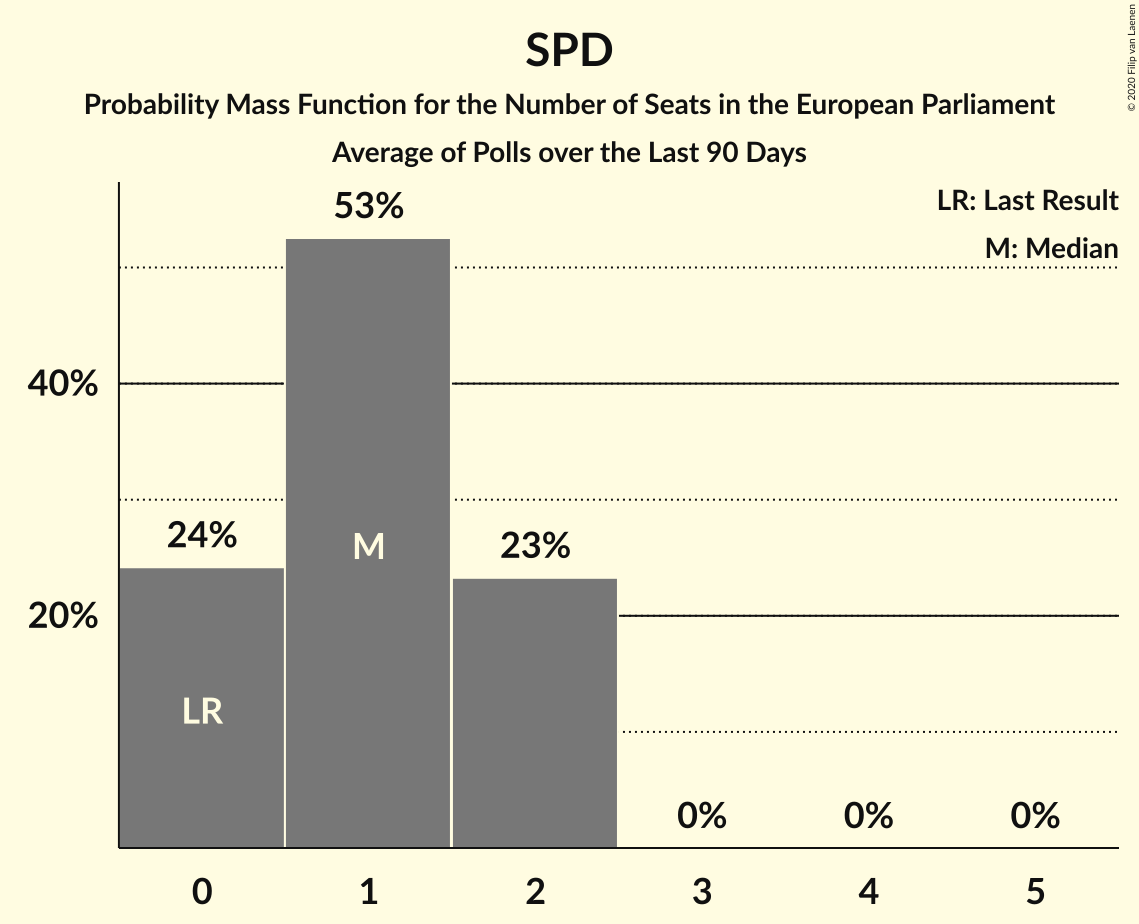 SPD
Probability Mass Function for the Number of Seats in the European Parliament
Average of Polls over the Last 90 Days
© 2020 Filip van Laenen
LR: Last Result
M: Median
53%
40%
24%
M
23%
20%
LR
0% 0% 0%
0 1 2 3 4 5